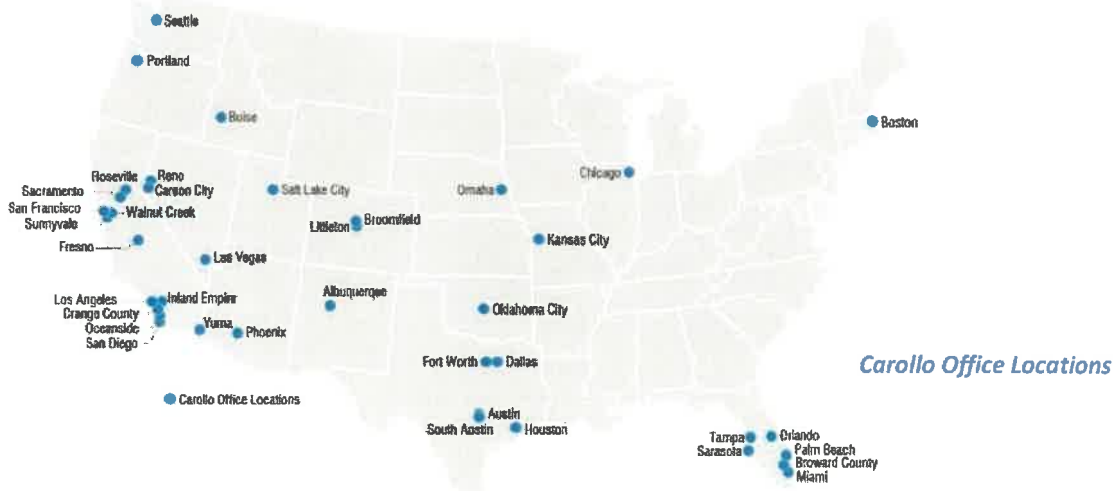 Seattle
Portland
Boise
Boston
Chicago
Roseville
Reno
Sacramento
Carson City
Salt Lake City
Omaha
San Francisco
Walnut Creek
Sunnyvale
Broomfield
Littleton
Kansas City
Fresno
Las Vegas
Los Angeles
Inland Empire
Albuquerque
Orange County
Oklahoma City
Oceanside
Yuma
Phoenix
San Diego
Fort Worth
Dallas
Carollo Office Locations
Carollo Office Locations
Austin
South Austin
Houston
Tampa
Orlando
Sarasota
Palm Beach
Broward County
Miami